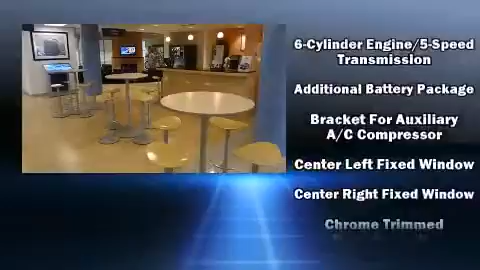 6-Cylinder Engine/5-Speed
Transmission
Additional Battery Package
Bracket For Auxiliary
A/C Compressor
Center Left Fixed Window
Center Right Fixed Window
Chrome Trimmed